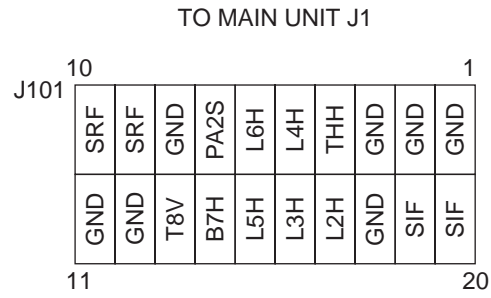 TO MAIN UNIT J1
J101
10 1
SRF SRF GND PA2S L6H L4H THH GND GND GND
GND GND T8V B7H L5H L3H L2H GND SIF SIF
11 20